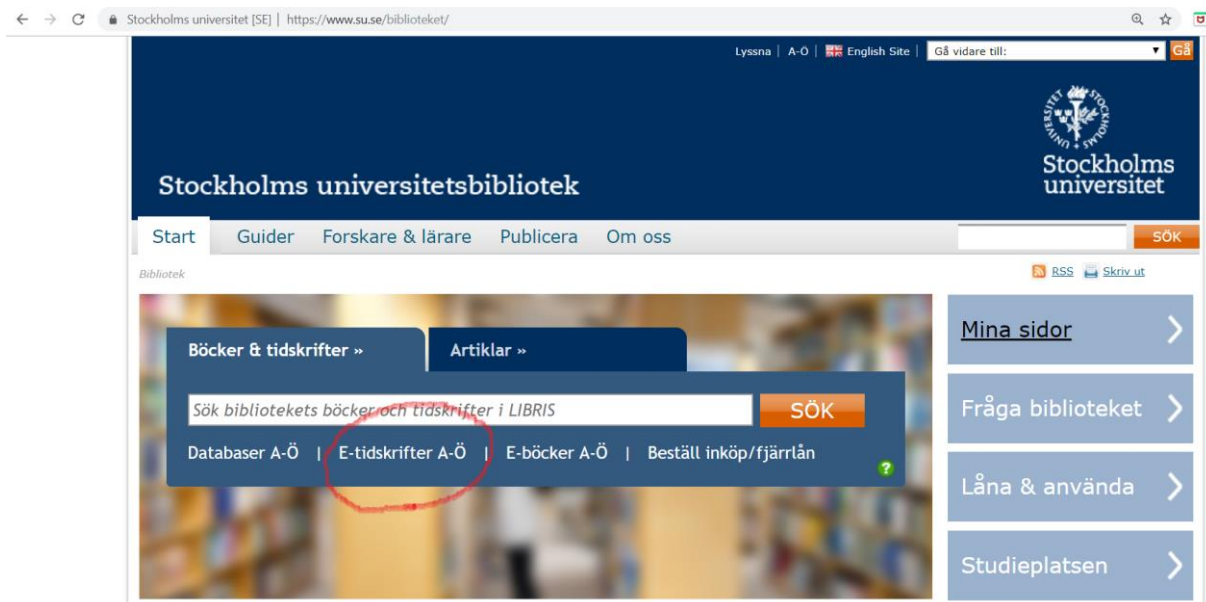 Stockholms universitet [SE] | https://www.su.se/biblioteket/
Lyssna | A-Ö | English Site | Gå vidare till: Gå
STOCKHOLMS UNIVERSITET
Stockholms
universitet
Stockholms universitetsbibliotek
Start Guider Forskare & lärare Publicera Om oss SÖK
Bibliotek RSS Skriv ut
Böcker & tidskrifter » Artiklar »
Sök bibliotekets böcker och tidskrifter i LIBRIS SÖK
Databaser A-Ö | E-tidskrifter A-Ö | E-böcker A-Ö | Beställ inköp/fjärrlån
?
Mina sidor
Fråga biblioteket
Låna & använda
Studieplatsen